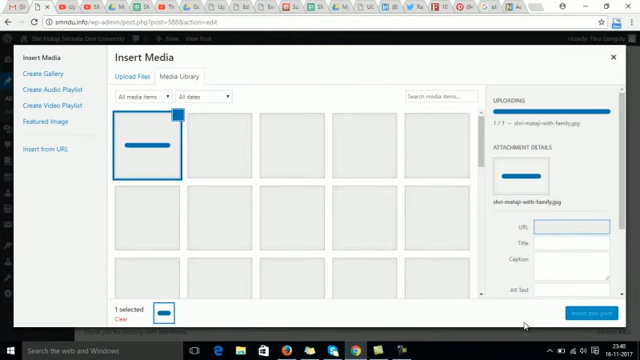 smndu.info/wp-admin/post.php?post=588&action=edit
Shri Mataji Nirmala Devi University
New
Howdy, Tina Ganguly
Insert Media
Create Gallery
Create Audio Playlist
Create Video Playlist
Featured Image
Insert from URL
Insert Media
Upload Files
Media Library
All media items
All dates
Search media items...
UPLOADING
1 / 1 – shri-mataji-with-family.jpg
ATTACHMENT DETAILS
shri-mataji-with-family.jpg
URL
Title
Caption
Alt Text
1 selected
Clear
Insert into post
Search the web and Windows
23:40
16-11-2017